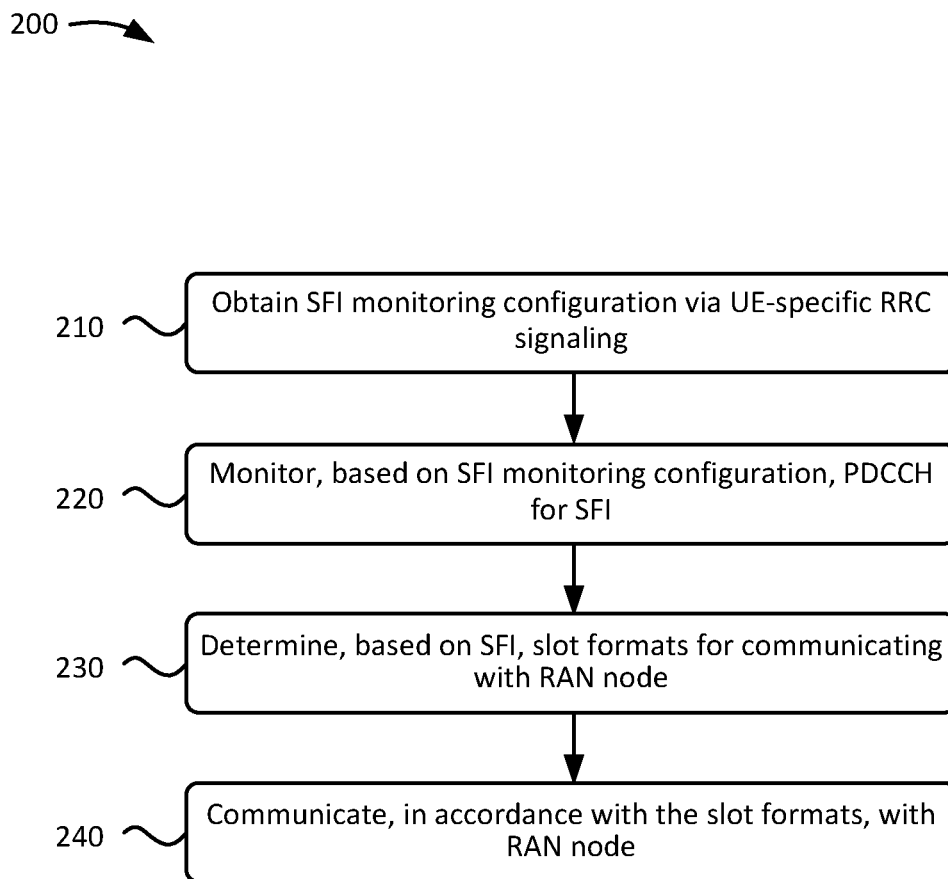 200
210
Obtain SFI monitoring configuration via UE-specific RRC
signaling
220
Monitor, based on SFI monitoring configuration, PDCCH
for SFI
230
Determine, based on SFI, slot formats for communicating
with RAN node
240
Communicate, in accordance with the slot formats, with
RAN node